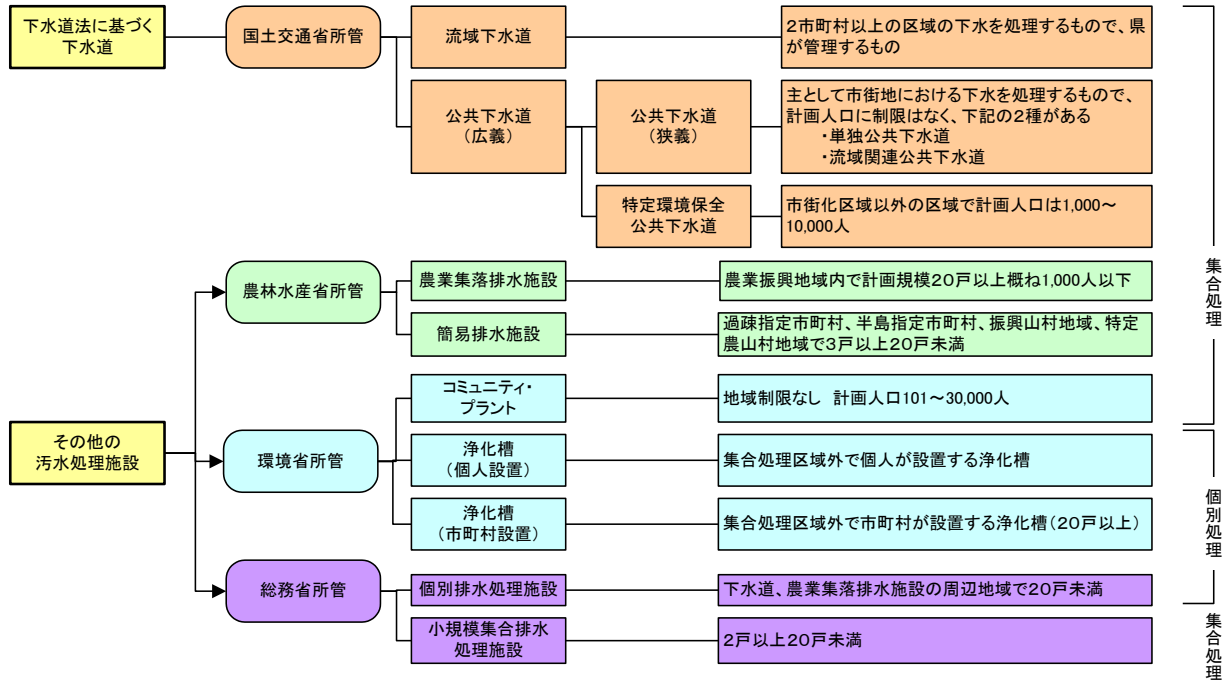 下水道法に基づく
下水道
国土交通省所管
流域下水道
2市町村以上の区域の下水を処理するもので、県
が管理するもの
公共下水道
（広義）
公共下水道
（狭義）
主として市街地における下水を処理するもので、
計画人口に制限はなく、下記の2種がある
・単独公共下水道
・流域関連公共下水道
特定環境保全
公共下水道
市街化区域以外の区域で計画人口は1,000～
10,000人
集合処理
その他の
汚水処理施設
農林水産省所管
農業集落排水施設
農業振興地域内で計画規模20戸以上概ね1,000人以下
簡易排水施設
過疎指定市町村、半島指定市町村、振興山村地域、特定
農山村地域で3戸以上20戸未満
環境省所管
コミュニティ・
プラント
地域制限なし 計画人口101～30,000人
浄化槽
（個人設置）
集合処理区域外で個人が設置する浄化槽
浄化槽
（市町村設置）
集合処理区域外で市町村が設置する浄化槽（20戸以上）
個別処理
総務省所管
個別排水処理施設
下水道、農業集落排水施設の周辺地域で20戸未満
小規模集合排水
処理施設
2戸以上20戸未満
集合処理